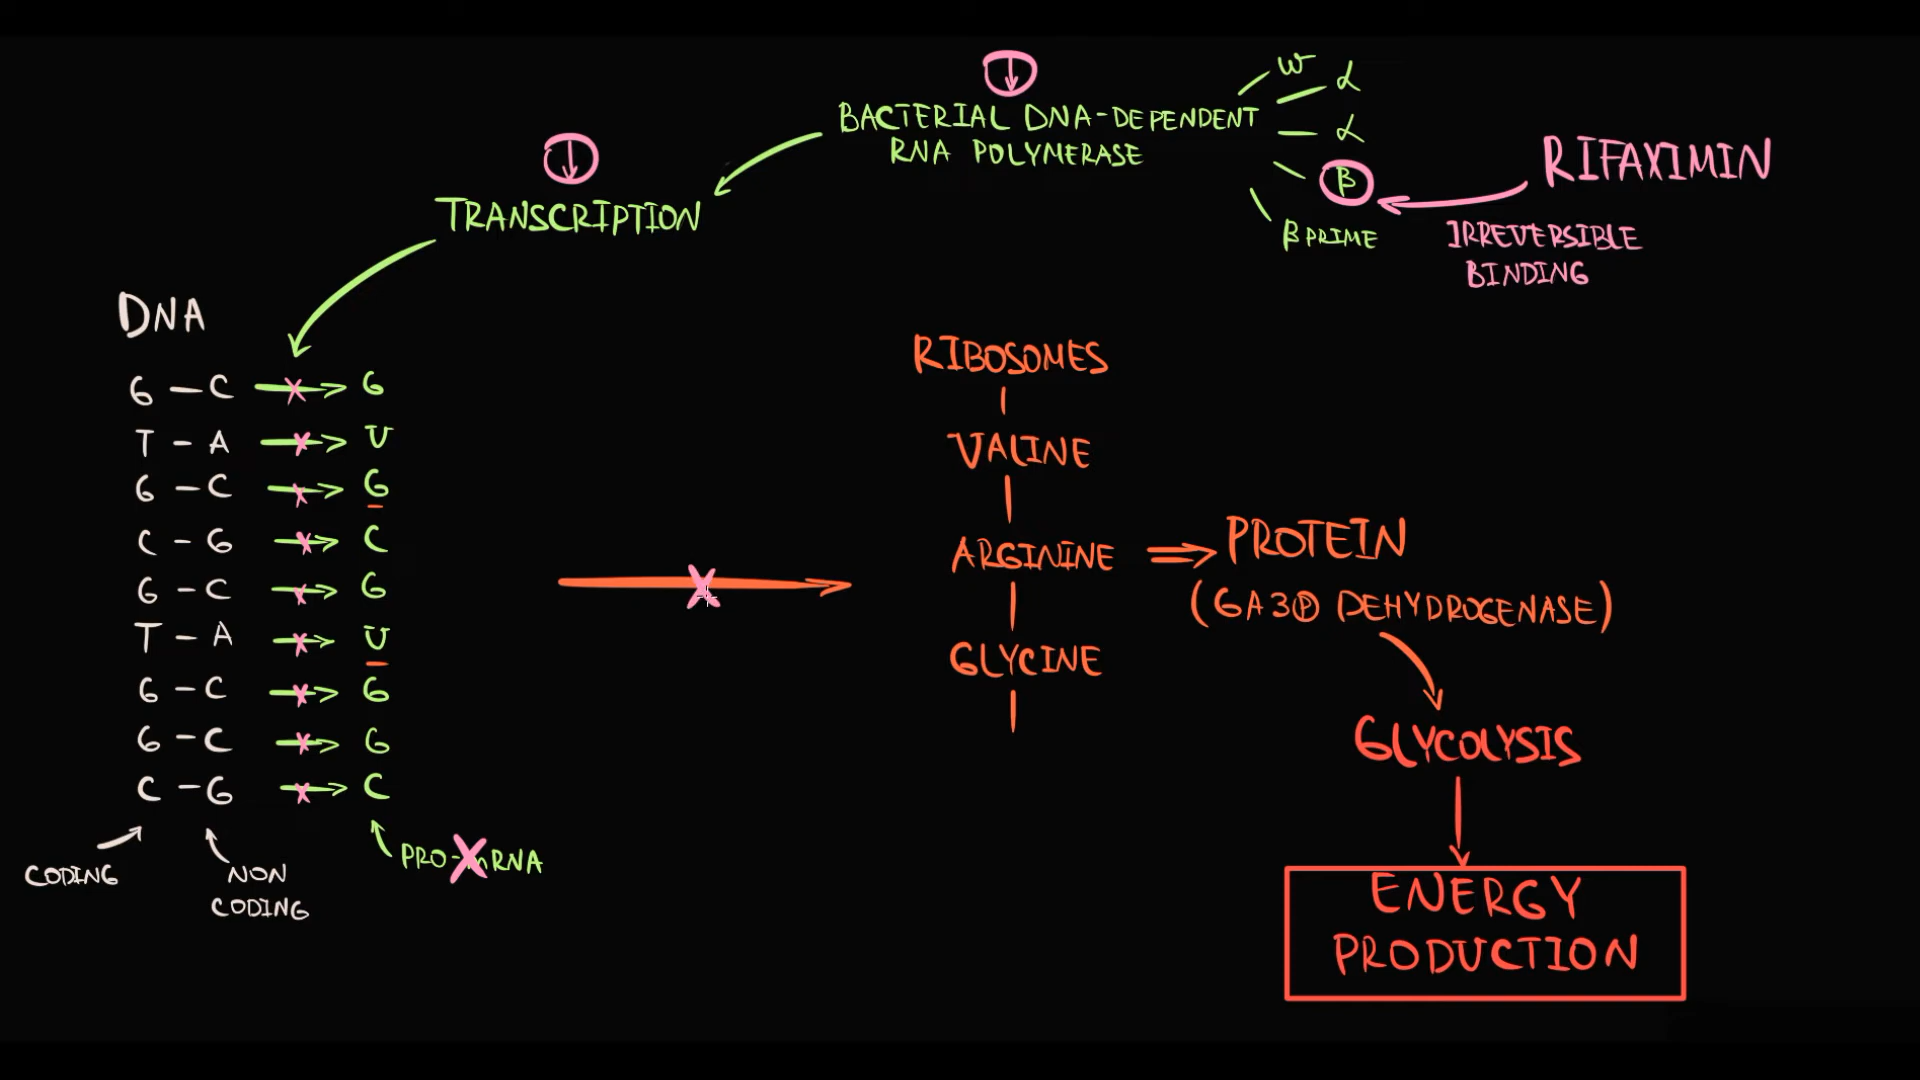 BACTERIAL DNA-DEPENDENT
RNA POLYMERASE
W
α
α
β
β PRIME
RIFAXIMIN
IRREVERSIBLE
BINDING
TRANSCRIPTION
DNA
G - C G
T - A U
G - C G
C - G C
G - C G
T - A U
G - C G
G - C G
C - G C
CODING
NON
CODING
PRO-mRNA
RIBOSOMES
VALINE
ARGININE
GLYCINE
PROTEIN
(GA3Ⓟ DEHYDROGENASE)
GLYCOLYSIS
ENERGY
PRODUCTION